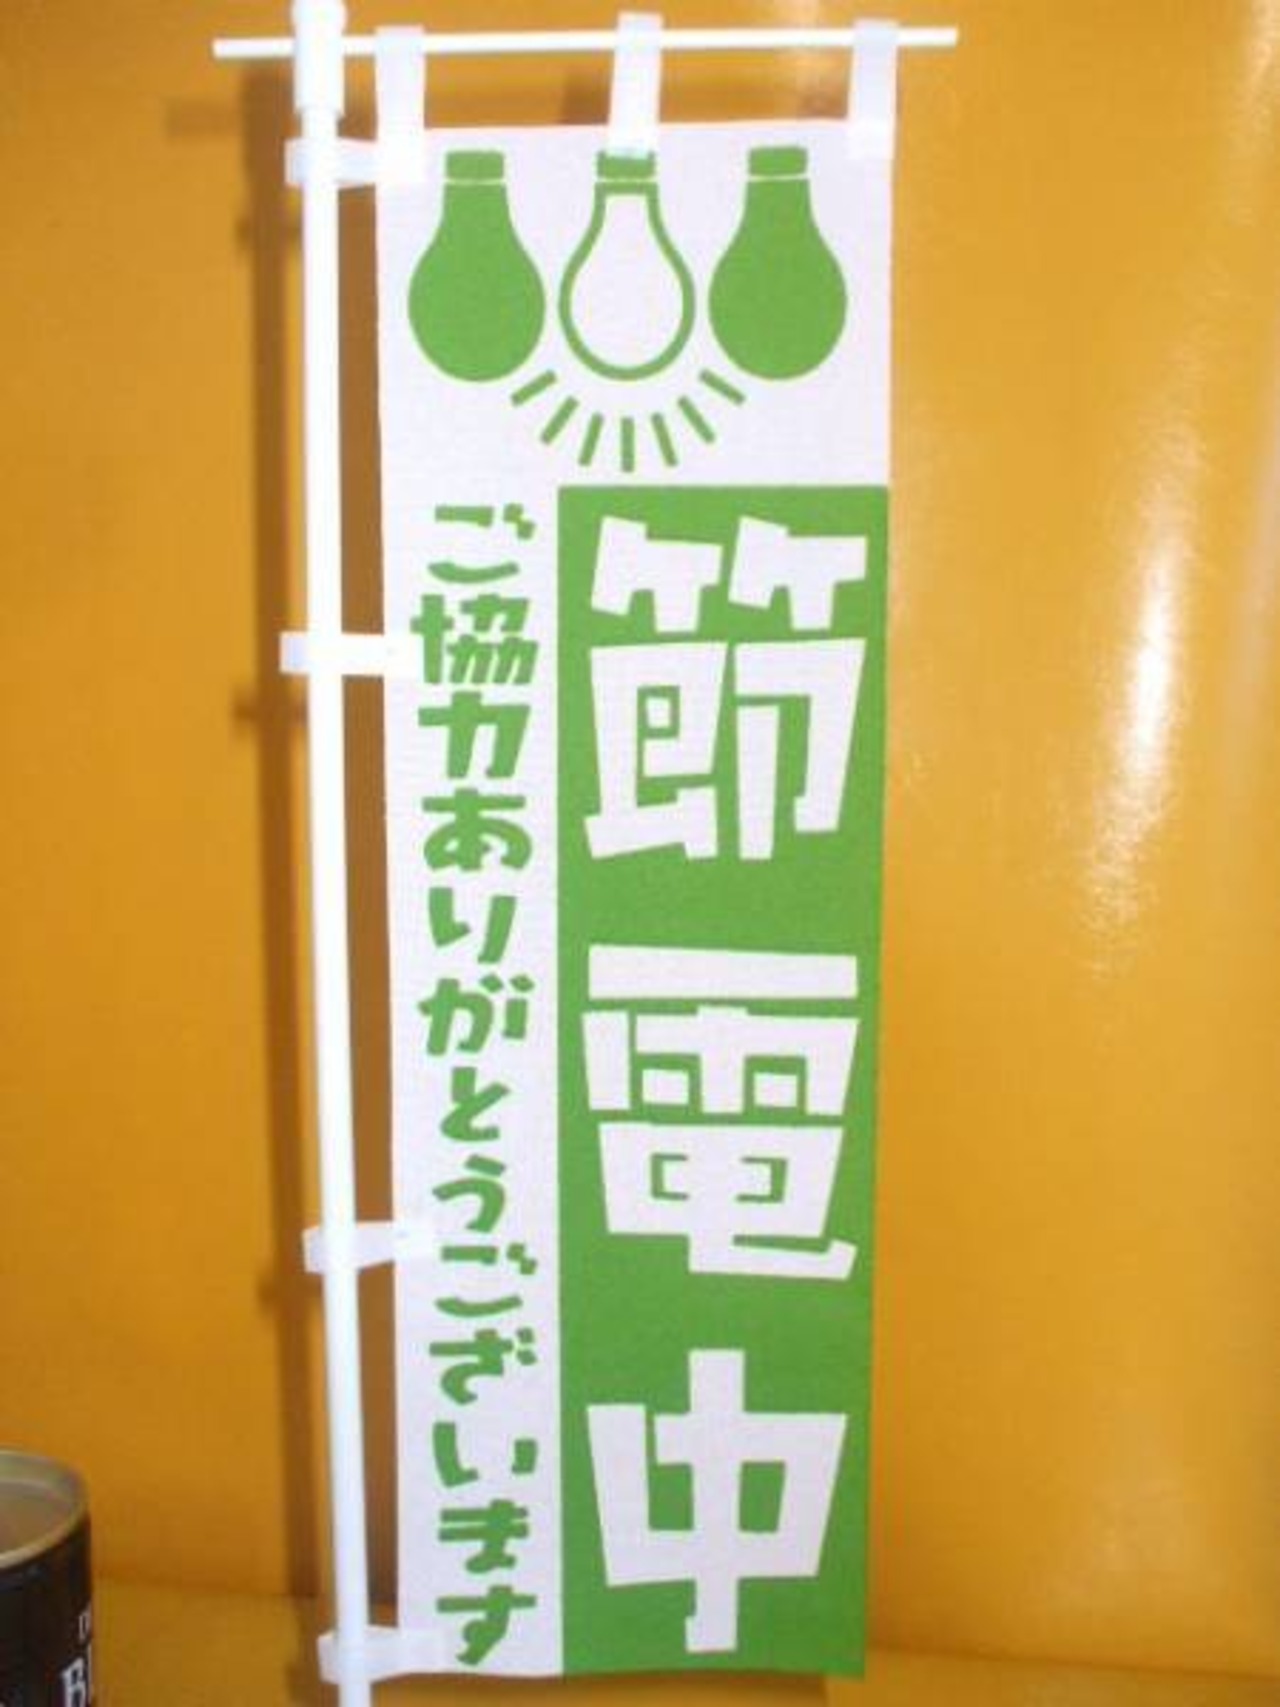 節電中
ご協力ありがとうございます